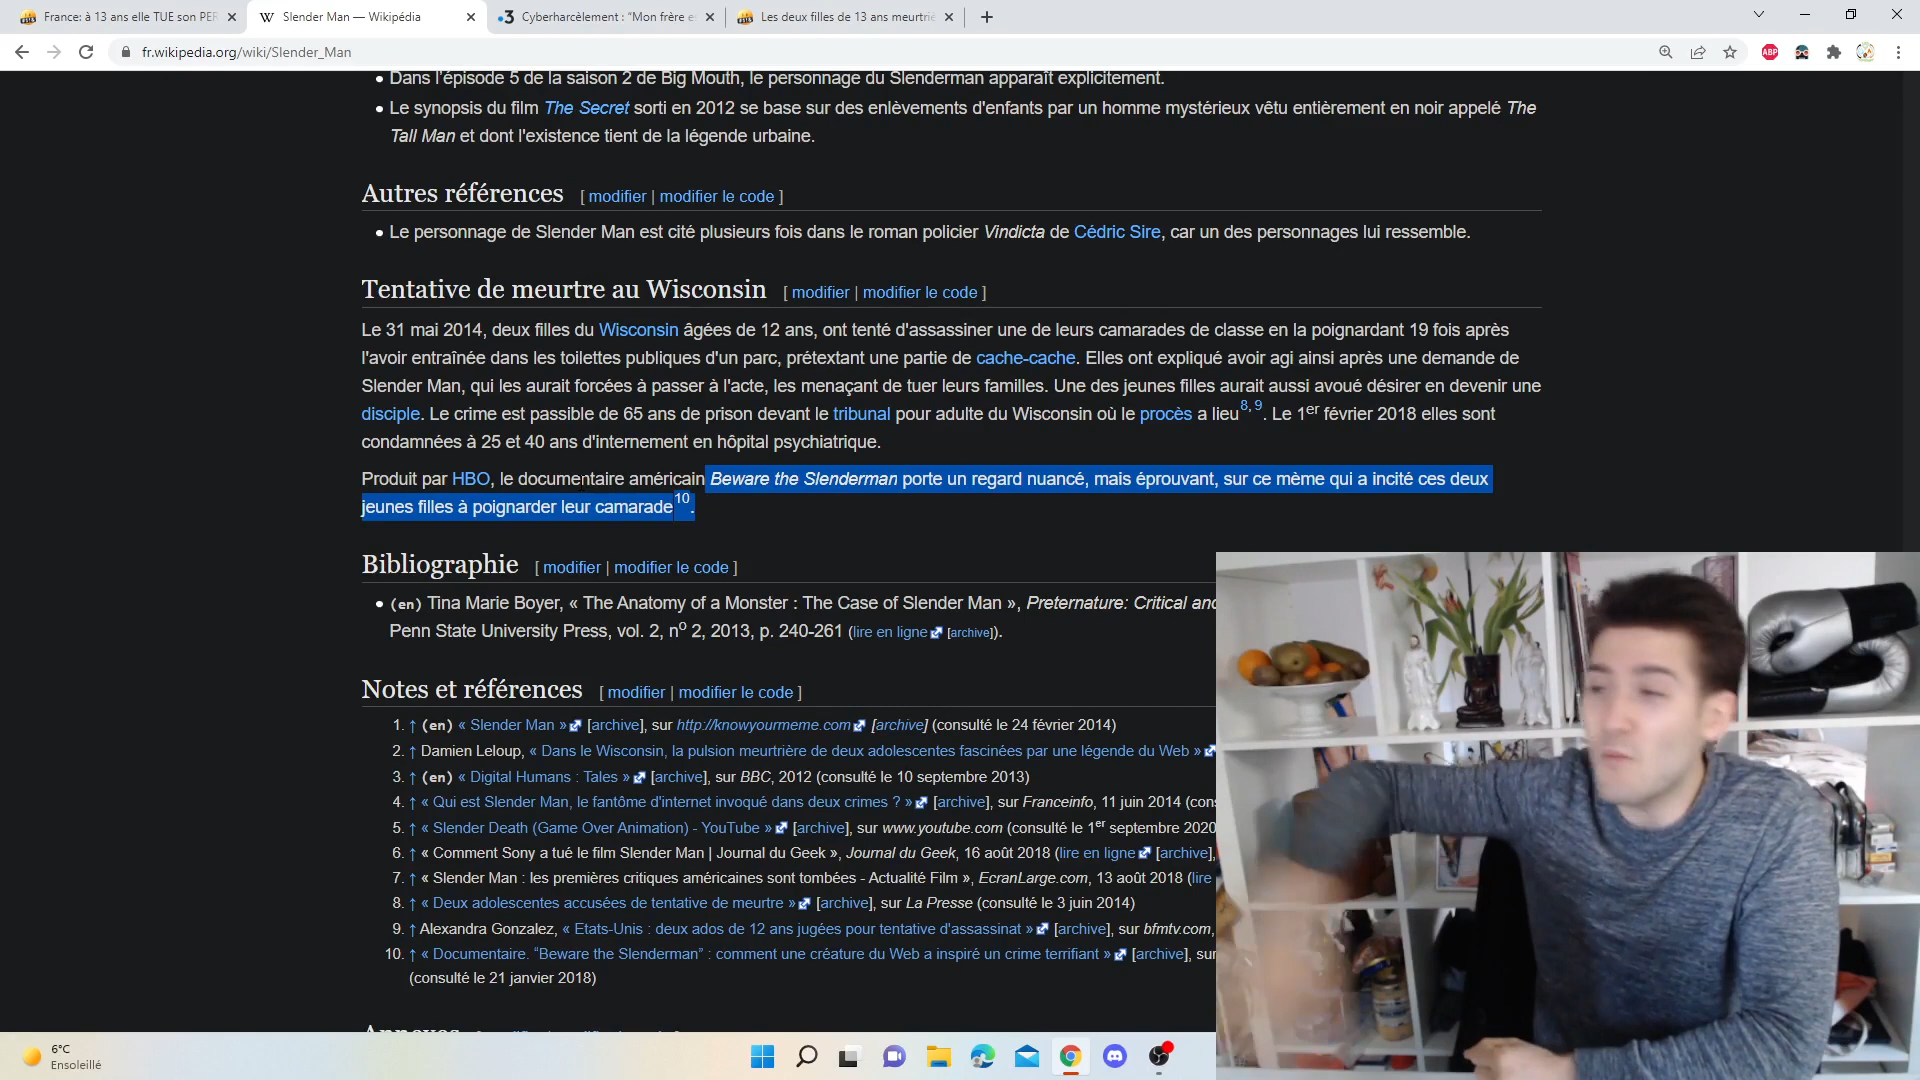 France: à 13 ans elle TUE son PER
Slender Man — Wikipédia
Cyberharcèlement : "Mon frère e
Les deux filles de 13 ans meurtriè
fr.wikipedia.org/wiki/Slender_Man
ABP
Dans l'épisode 5 de la saison 2 de Big Mouth, le personnage du Slenderman apparaît explicitement.
Le synopsis du film The Secret sorti en 2012 se base sur des enlèvements d'enfants par un homme mystérieux vêtu entièrement en noir appelé The
Tall Man et dont l'existence tient de la légende urbaine.
Autres références [ modifier | modifier le code ]
Le personnage de Slender Man est cité plusieurs fois dans le roman policier Vindicta de Cédric Sire, car un des personnages lui ressemble.
Tentative de meurtre au Wisconsin [ modifier | modifier le code ]
Le 31 mai 2014, deux filles du Wisconsin âgées de 12 ans, ont tenté d'assassiner une de leurs camarades de classe en la poignardant 19 fois après
l'avoir entraînée dans les toilettes publiques d'un parc, prétextant une partie de cache-cache. Elles ont expliqué avoir agi ainsi après une demande de
Slender Man, qui les aurait forcées à passer à l'acte, les menaçant de tuer leurs familles. Une des jeunes filles aurait aussi avoué désirer en devenir une
disciple. Le crime est passible de 65 ans de prison devant le tribunal pour adulte du Wisconsin où le procès a lieu8, 9. Le 1er février 2018 elles sont
condamnées à 25 et 40 ans d'internement en hôpital psychiatrique.
Produit par HBO, le documentaire américain Beware the Slenderman porte un regard nuancé, mais éprouvant, sur ce mème qui a incité ces deux
jeunes filles à poignarder leur camarade10.
Bibliographie [ modifier | modifier le code ]
(en) Tina Marie Boyer, « The Anatomy of a Monster : The Case of Slender Man », Preternature: Critical and
Penn State University Press, vol. 2, no 2, 2013, p. 240-261 (lire en ligne [archive]).
Notes et références [ modifier | modifier le code ]
1. ↑ (en) « Slender Man » [archive], sur http://knowyourmeme.com [archive] (consulté le 24 février 2014)
2. ↑ Damien Leloup, « Dans le Wisconsin, la pulsion meurtrière de deux adolescentes fascinées par une légende du Web »
3. ↑ (en) « Digital Humans : Tales » [archive], sur BBC, 2012 (consulté le 10 septembre 2013)
4. ↑ « Qui est Slender Man, le fantôme d'internet invoqué dans deux crimes ? » [archive], sur Franceinfo, 11 juin 2014 (cons
5. ↑ « Slender Death (Game Over Animation) - YouTube » [archive], sur www.youtube.com (consulté le 1er septembre 2020
6. ↑ « Comment Sony a tué le film Slender Man | Journal du Geek », Journal du Geek, 16 août 2018 (lire en ligne [archive],
7. ↑ « Slender Man : les premières critiques américaines sont tombées - Actualité Film », EcranLarge.com, 13 août 2018 (lire
8. ↑ « Deux adolescentes accusées de tentative de meurtre » [archive], sur La Presse (consulté le 3 juin 2014)
9. ↑ Alexandra Gonzalez, « Etats-Unis : deux ados de 12 ans jugées pour tentative d'assassinat » [archive], sur bfmtv.com,
10. ↑ « Documentaire. "Beware the Slenderman" : comment une créature du Web a inspiré un crime terrifiant » [archive], sur
(consulté le 21 janvier 2018)
6°C
Ensoleillé